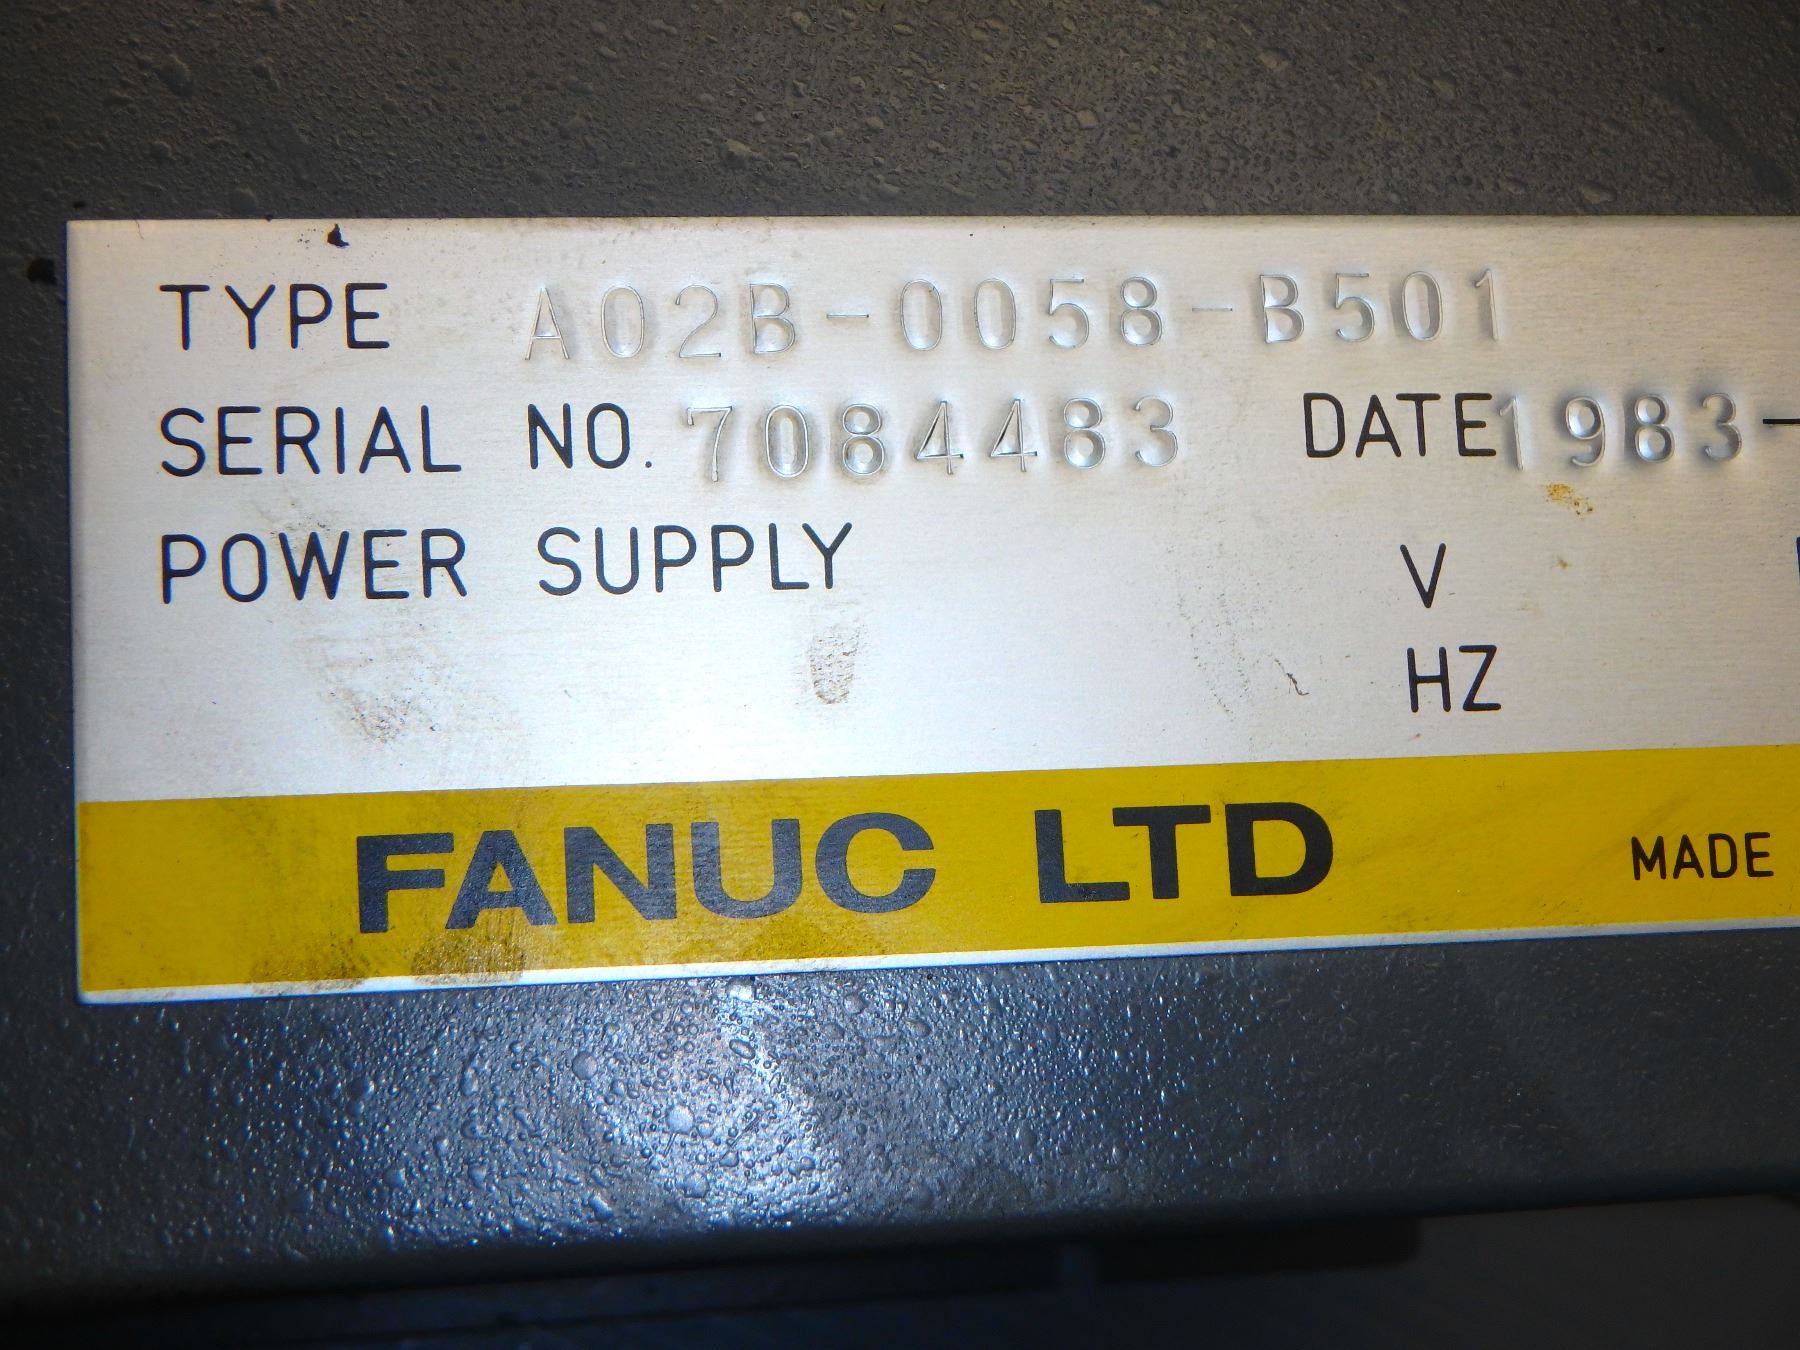 TYPE A02B-0058-B501
SERIAL NO. 7084483 DATE 1983-
POWER SUPPLY V
HZ
FANUC LTD MADE